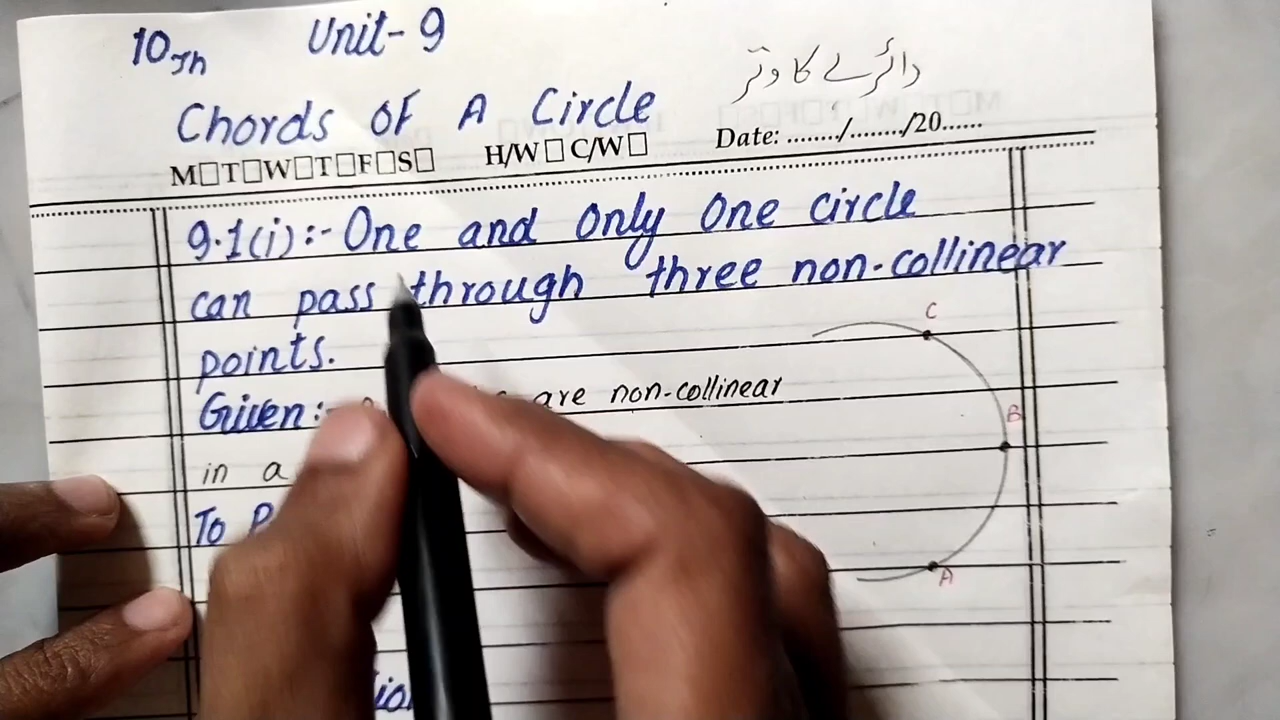 10th Unit-9
Chords Of A Circle
دائرے کا وتر
M□T□W□T□F□S□ H/W□ C/W□ Date: ......../......../20......
9.1(i):- One and Only One circle
can pass through three non-collinear
points.
C
Given:- are non-collinear
B
in a
To P
A